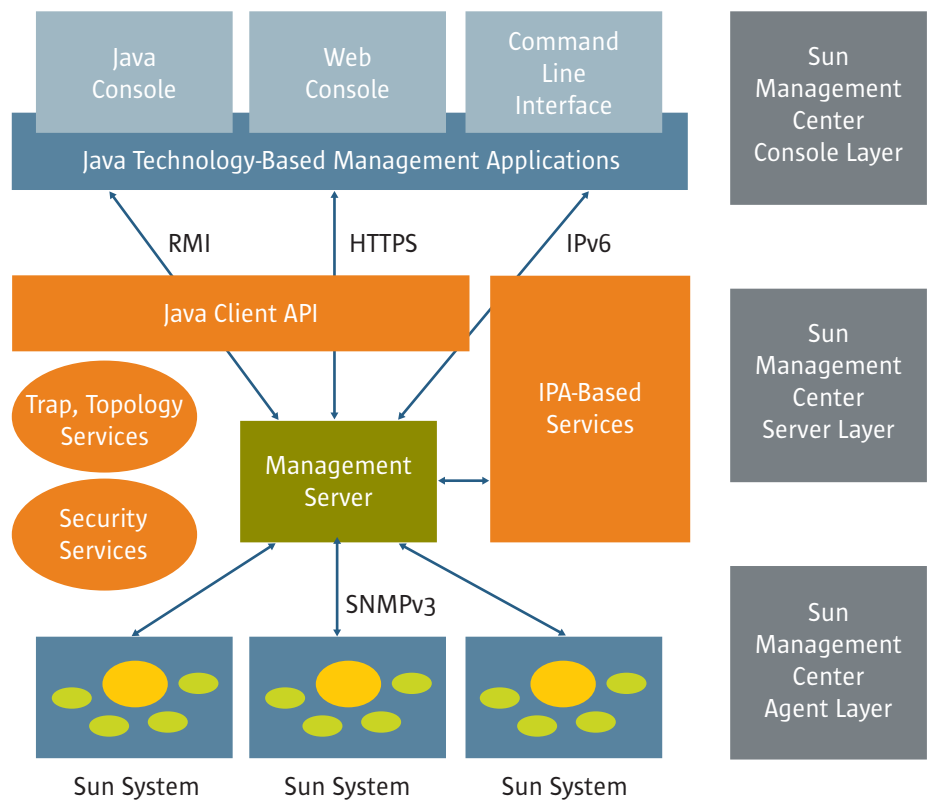 Java
Console
Web
Console
Command
Line
Interface
Java Technology-Based Management Applications
Sun
Management
Center
Console Layer
RMI
HTTPS
IPv6
Java Client API
IPA-Based
Services
Trap, Topology
Services
Security
Services
Management
Server
Sun
Management
Center
Server Layer
SNMPv3
Sun System
Sun System
Sun System
Sun
Management
Center
Agent Layer